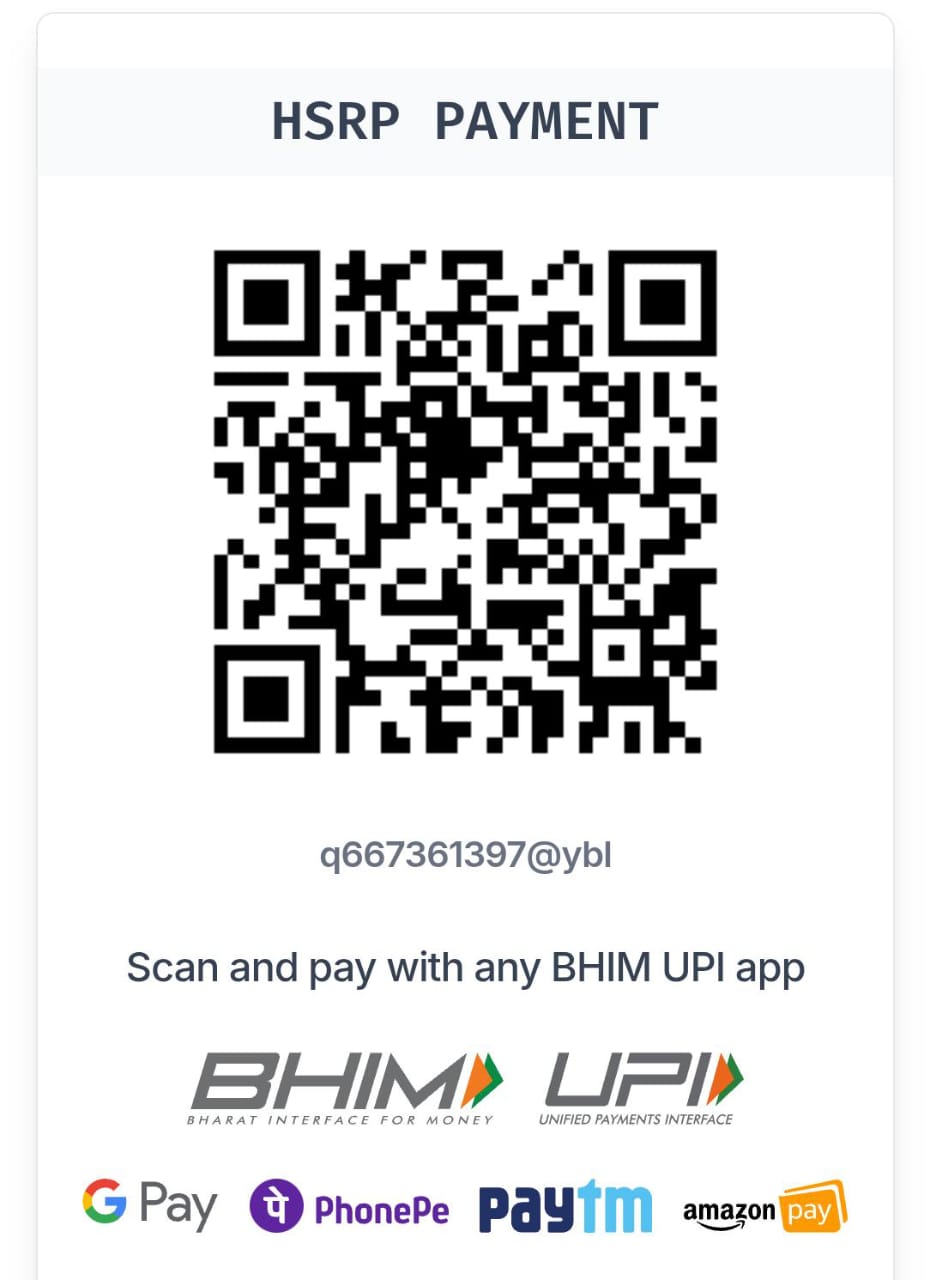 HSRP PAYMENT
q667361397@ybl
Scan and pay with any BHIM UPI app
BHIM UPI
BHARAT INTERFACE FOR MONEY UNIFIED PAYMENTS INTERFACE
G Pay पे PhonePe paytm amazon pay